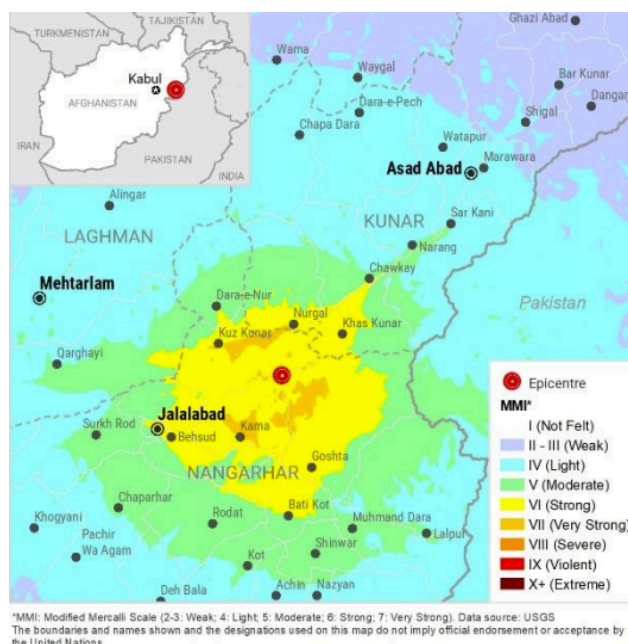 TAJIKISTAN
TURKMENISTAN
Kabul
AFGHANISTAN
IRAN
PAKISTAN
INDIA
Ghazi Abad
Wama
Waygal
Bar Kunar
Dara-e-Pech
Dangar
Shigal
Chapa Dara
Watapur
Asad Abad
Marawara
Alingar
KUNAR
Sar Kani
LAGHMAN
Narang
Chawkay
Mehtarlam
Dara-e-Nur
Pakistan
Nurgal
Kuz Konar
Khas Kunar
Qarghayi
Jalalabad
Surkh Rod
Behsud
Kama
Goshta
NANGARHAR
Chaparhar
Bati Kot
Rodat
Muhmand Dara
Khogyani
Lalpur
Pachir
Wa Agam
Shinwar
Kot
Deh Bala
Achin
Nazyan
Epicentre
MMI*
I (Not Felt)
II - III (Weak)
IV (Light)
V (Moderate)
VI (Strong)
VII (Very Strong)
VIII (Severe)
IX (Violent)
X+ (Extreme)
*MMI: Modified Mercalli Scale (2-3: Weak; 4: Light; 5: Moderate; 6: Strong; 7: Very Strong). Data source: USGS
The boundaries and names shown and the designations used on this map do not imply official endorsement or acceptance by
the United Nations.